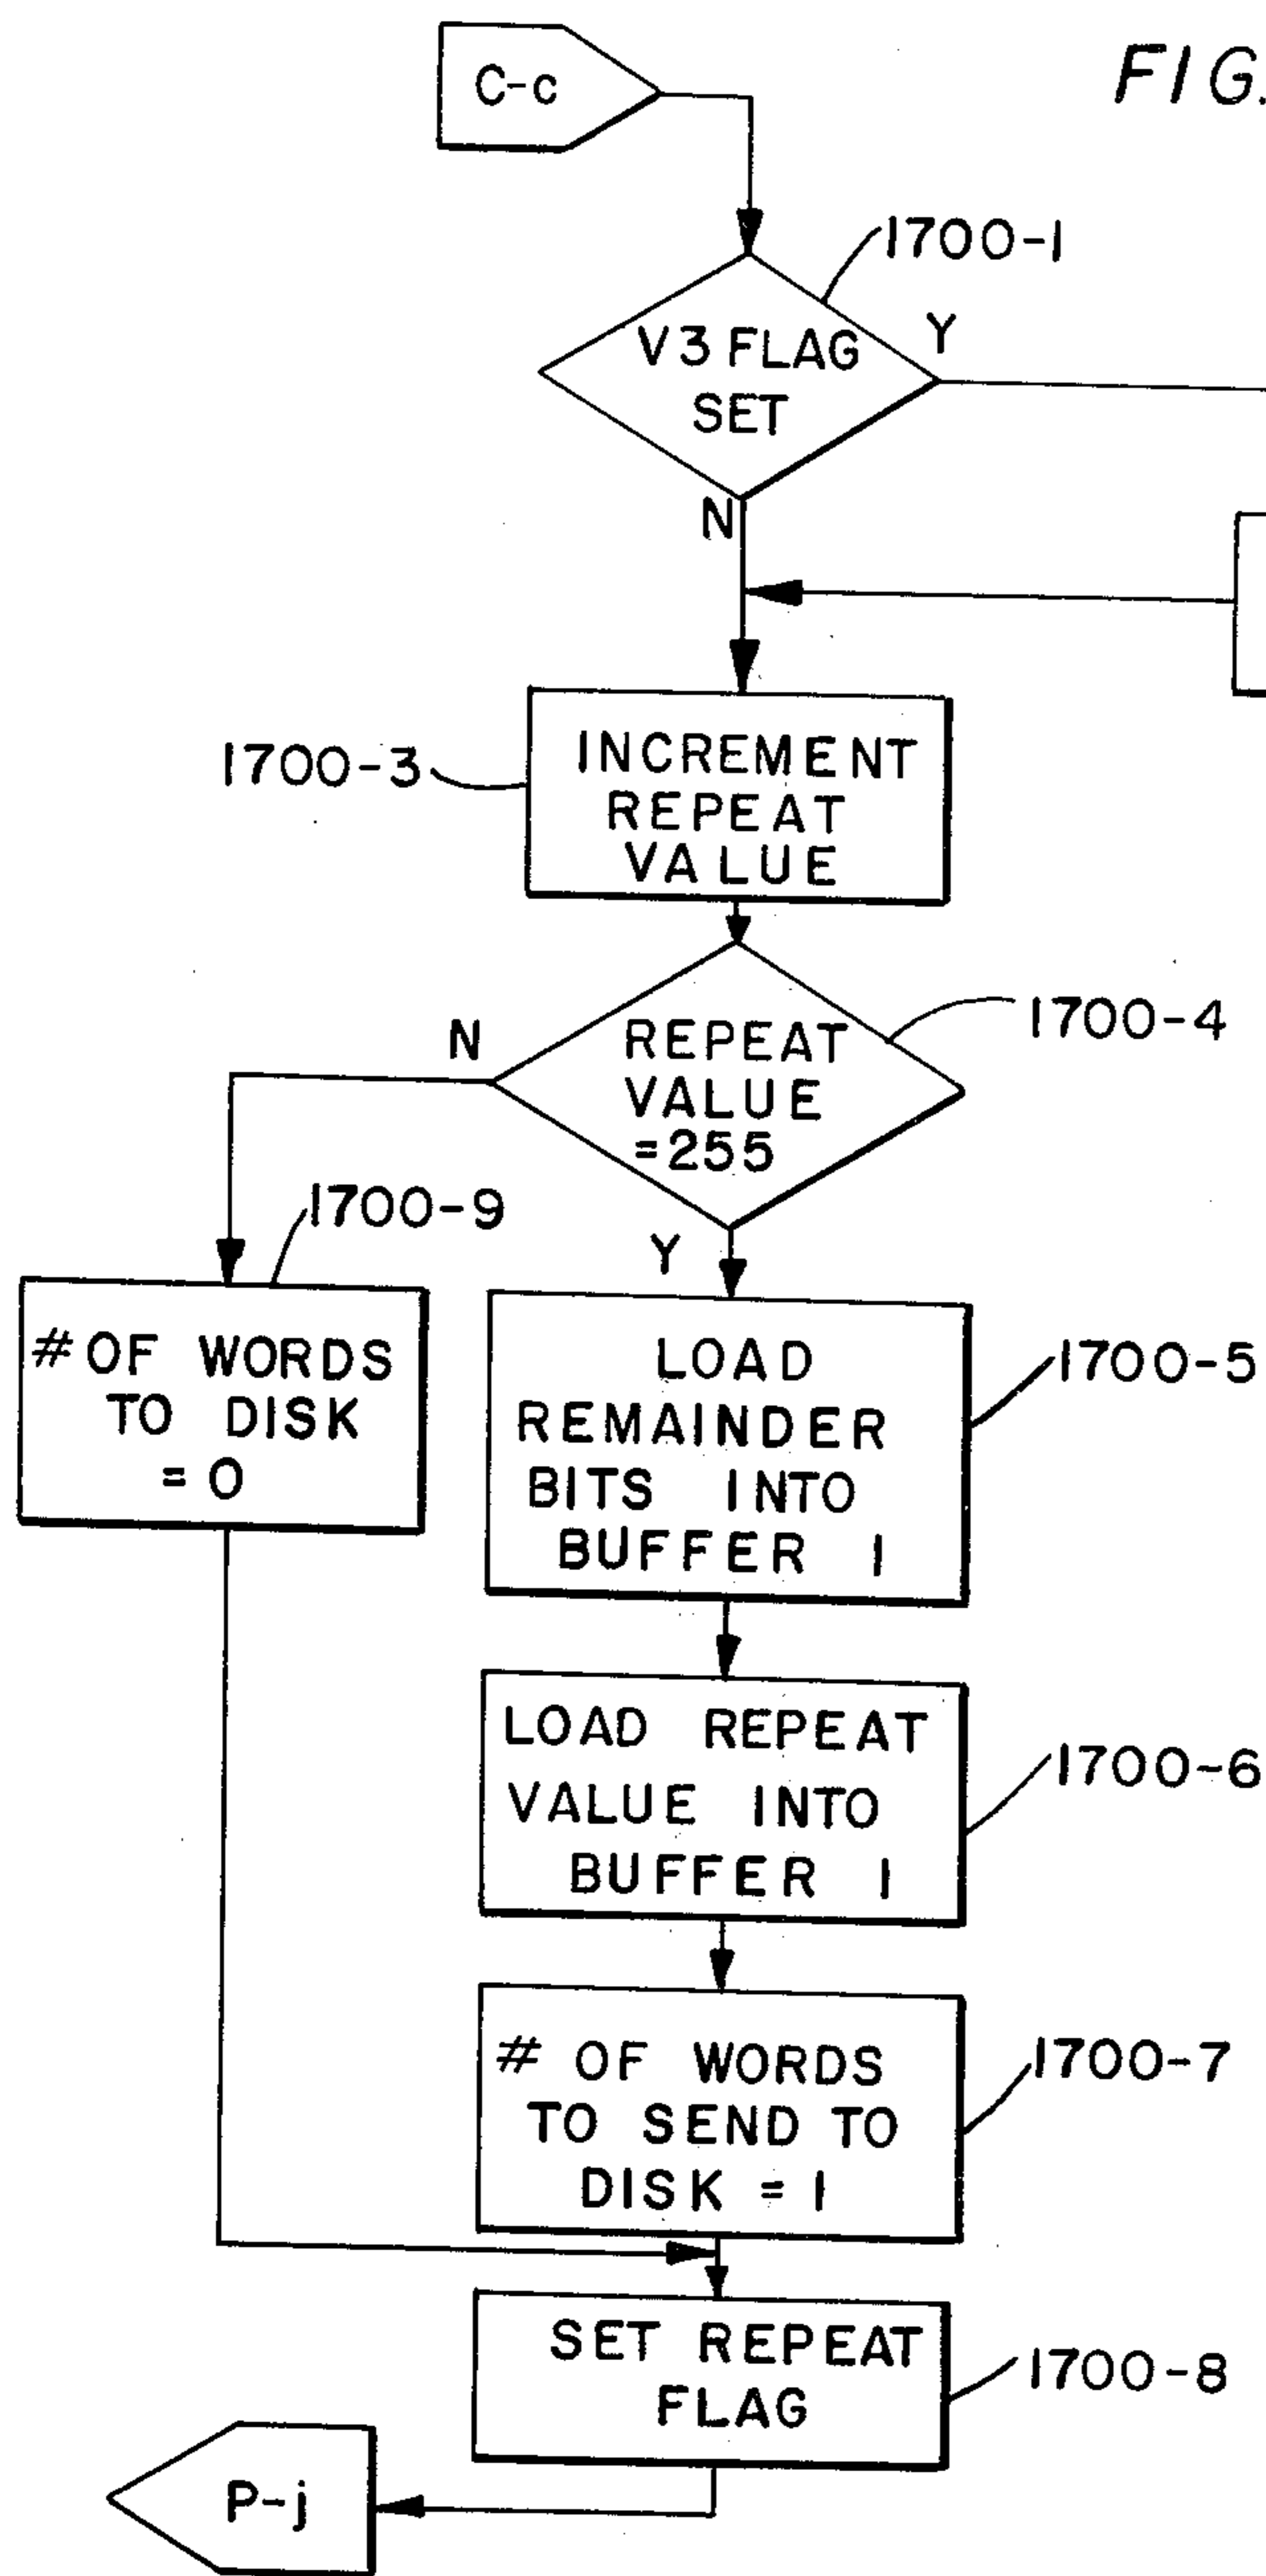 C-c
FIG.
1700-1
V3 FLAG
SET
Y
N
1700-3
INCREMENT
REPEAT
VALUE
1700-4
N
REPEAT
VALUE
=255
Y
1700-9
# OF WORDS
TO DISK
= 0
1700-5
LOAD
REMAINDER
BITS INTO
BUFFER 1
LOAD REPEAT
VALUE INTO
BUFFER 1
1700-6
# OF WORDS
TO SEND TO
DISK = 1
1700-7
SET REPEAT
FLAG
1700-8
P-j